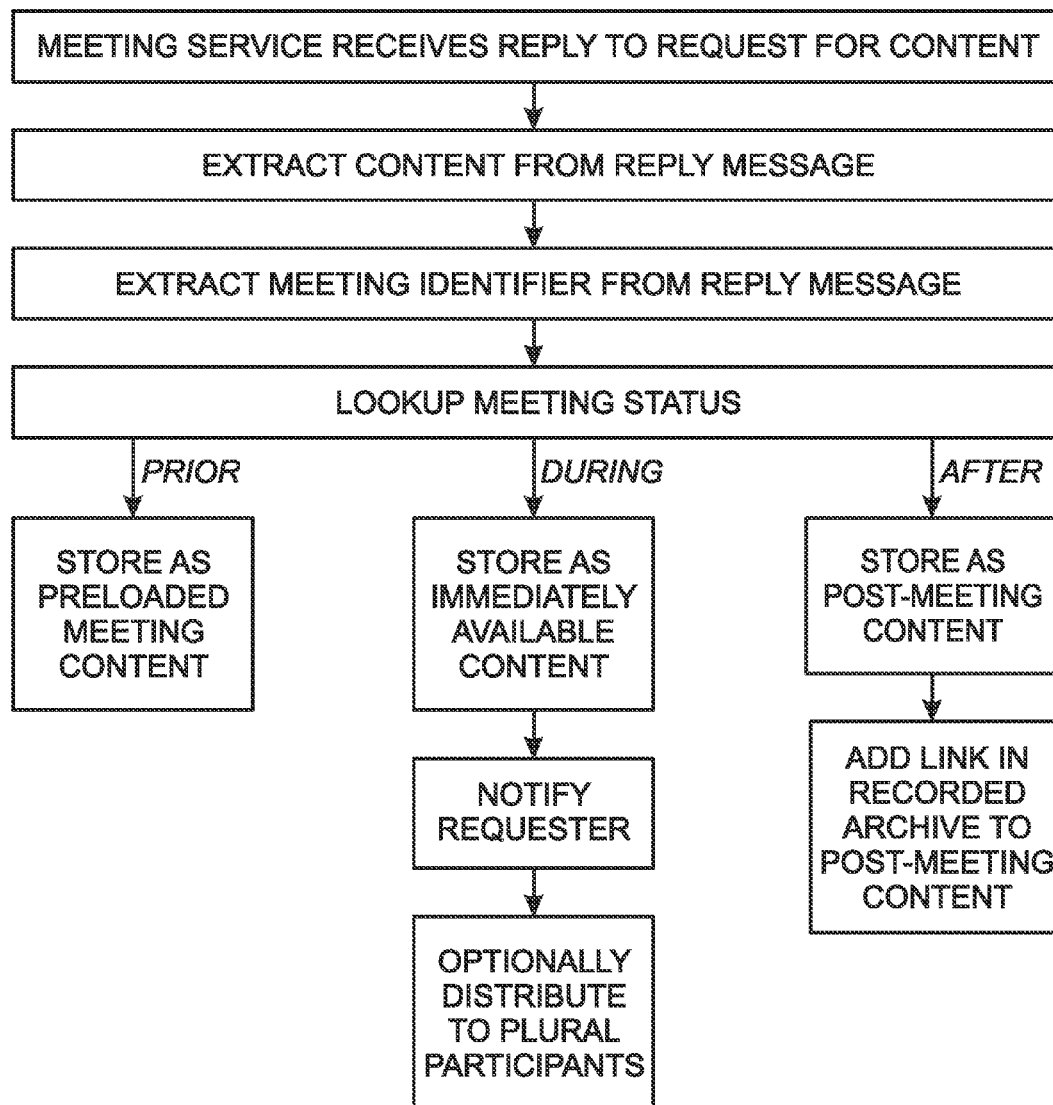 MEETING SERVICE RECEIVES REPLY TO REQUEST FOR CONTENT
EXTRACT CONTENT FROM REPLY MESSAGE
EXTRACT MEETING IDENTIFIER FROM REPLY MESSAGE
LOOKUP MEETING STATUS
PRIOR
DURING
AFTER
STORE AS
PRELOADED
MEETING
CONTENT
STORE AS
IMMEDIATELY
AVAILABLE
CONTENT
STORE AS
POST-MEETING
CONTENT
NOTIFY
REQUESTER
ADD LINK IN
RECORDED
ARCHIVE TO
POST-MEETING
CONTENT
OPTIONALLY
DISTRIBUTE
TO PLURAL
PARTICIPANTS